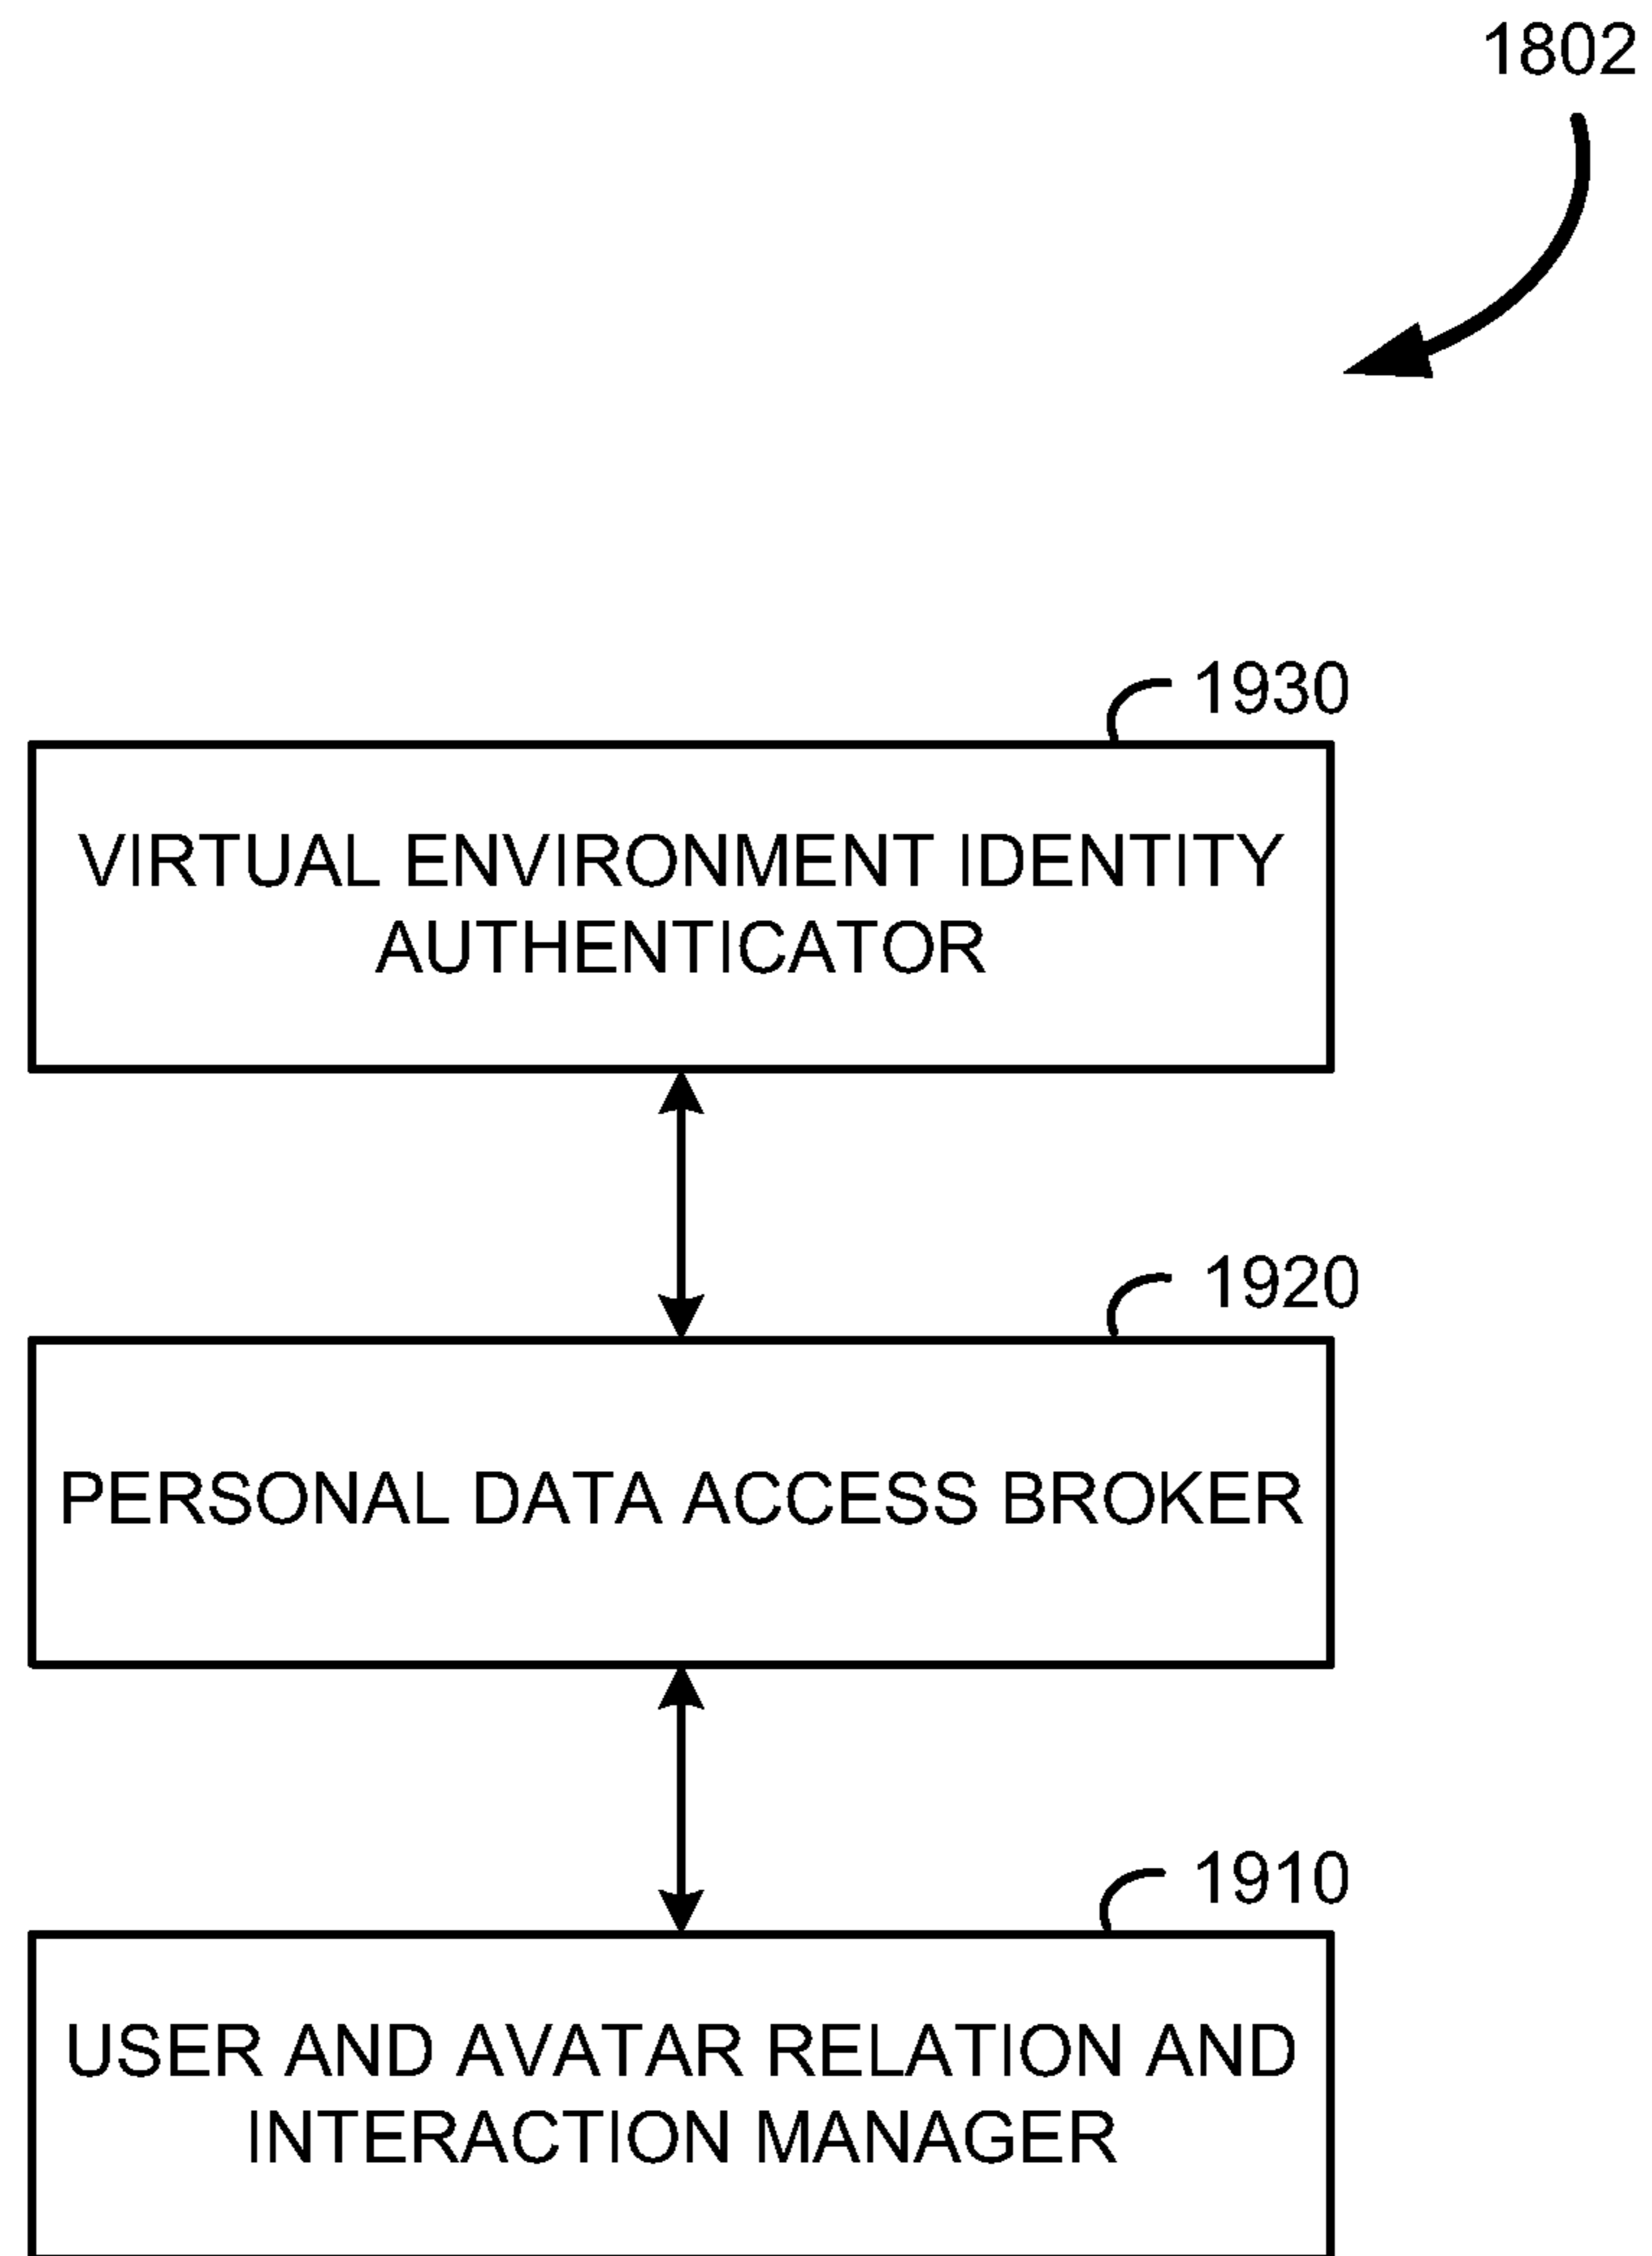 1802
1930
VIRTUAL ENVIRONMENT IDENTITY
AUTHENTICATOR
1920
PERSONAL DATA ACCESS BROKER
1910
USER AND AVATAR RELATION AND
INTERACTION MANAGER